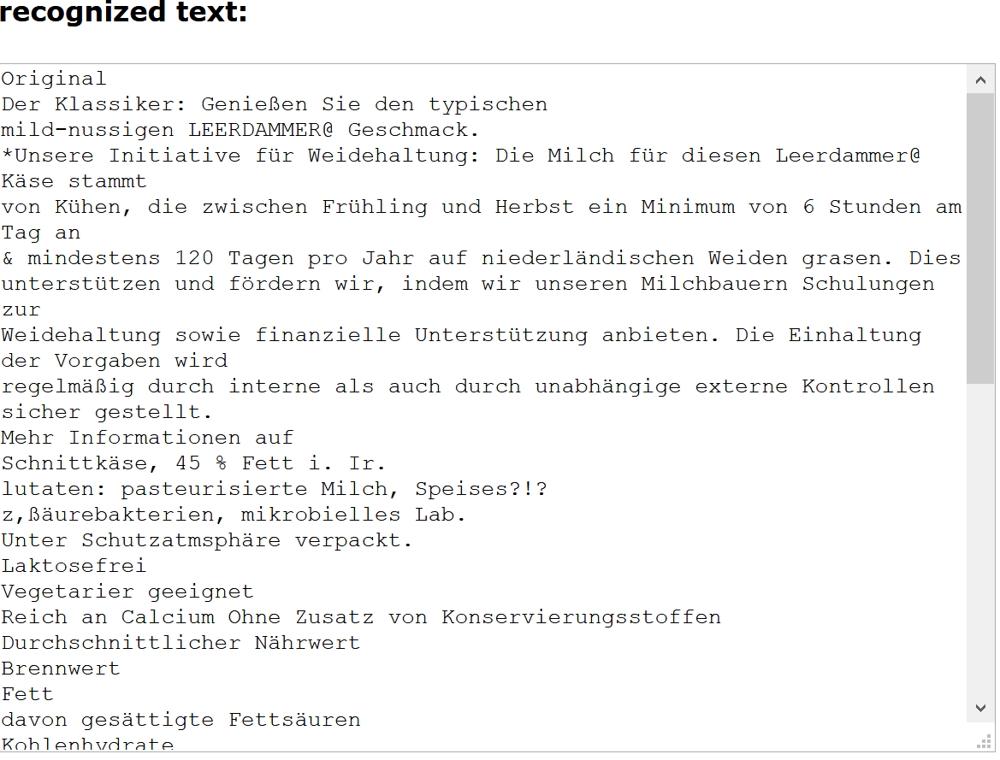 recognized text:
Original
Der Klassiker: Genießen Sie den typischen
mild-nussigen LEERDAMMER@ Geschmack.
*Unsere Initiative für Weidehaltung: Die Milch für diesen Leerdammer@
Käse stammt
von Kühen, die zwischen Frühling und Herbst ein Minimum von 6 Stunden am
Tag an
& mindestens 120 Tagen pro Jahr auf niederländischen Weiden grasen. Dies
unterstützen und fördern wir, indem wir unseren Milchbauern Schulungen
zur
Weidehaltung sowie finanzielle Unterstützung anbieten. Die Einhaltung
der Vorgaben wird
regelmäßig durch interne als auch durch unabhängige externe Kontrollen
sicher gestellt.
Mehr Informationen auf
Schnittkäse, 45 % Fett i. Ir.
lutaten: pasteurisierte Milch, Speises?!?
z,ßäurebakterien, mikrobielles Lab.
Unter Schutzatmsphäre verpackt.
Laktosefrei
Vegetarier geeignet
Reich an Calcium Ohne Zusatz von Konservierungsstoffen
Durchschnittlicher Nährwert
Brennwert
Fett
davon gesättigte Fettsäuren
Kohlenhydrate